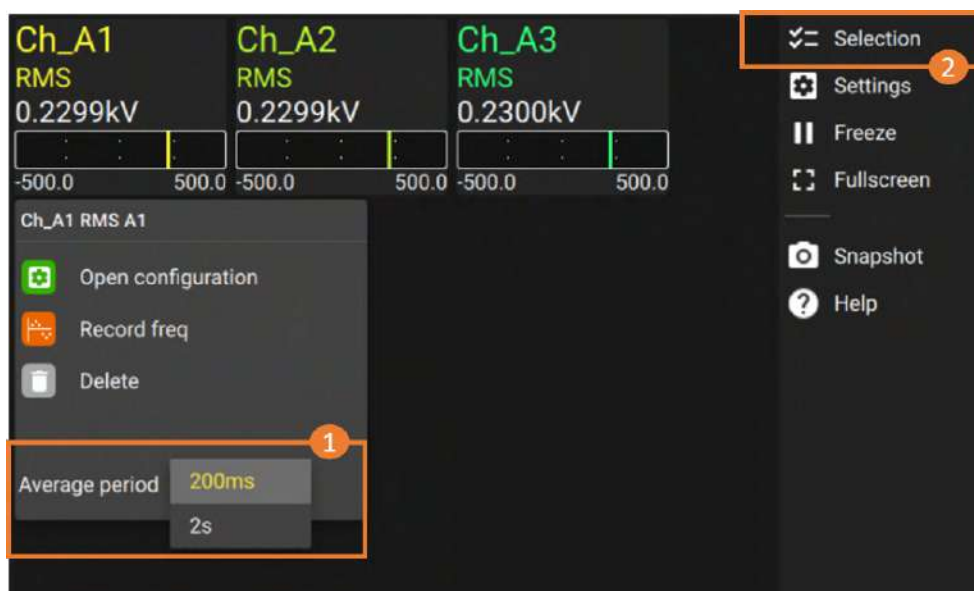 Ch_A1
RMS
0.2299kV
-500.0 500.0
Ch_A2
RMS
0.2299kV
-500.0 500.0
Ch_A3
RMS
0.2300kV
-500.0 500.0
Ch_A1 RMS A1
Open configuration
Record freq
Delete
1
Average period 200ms
2s
Selection
2
Settings
Freeze
Fullscreen
Snapshot
? Help